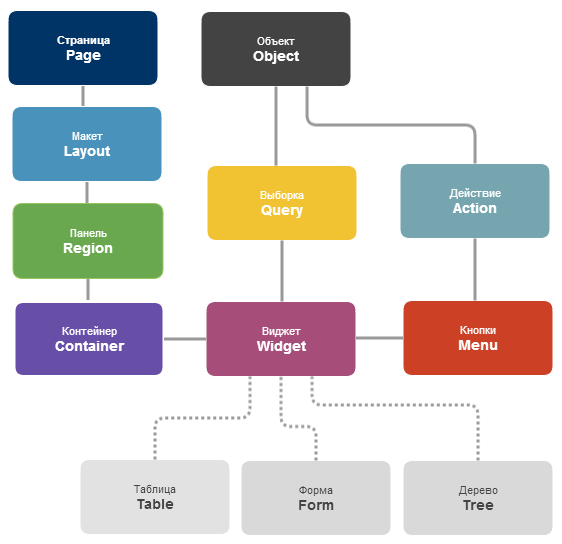 Страница
Page
Объект
Object
Макет
Layout
Выборка
Query
Действие
Action
Панель
Region
Контейнер
Container
Виджет
Widget
Кнопки
Menu
Таблица
Table
Форма
Form
Дерево
Tree